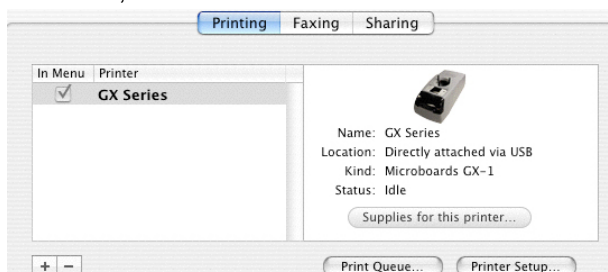 Printing Faxing Sharing
In Menu Printer
GX Series
Name: GX Series
Location: Directly attached via USB
Kind: Microboards GX-1
Status: Idle
Supplies for this printer...
+ − Print Queue... Printer Setup...